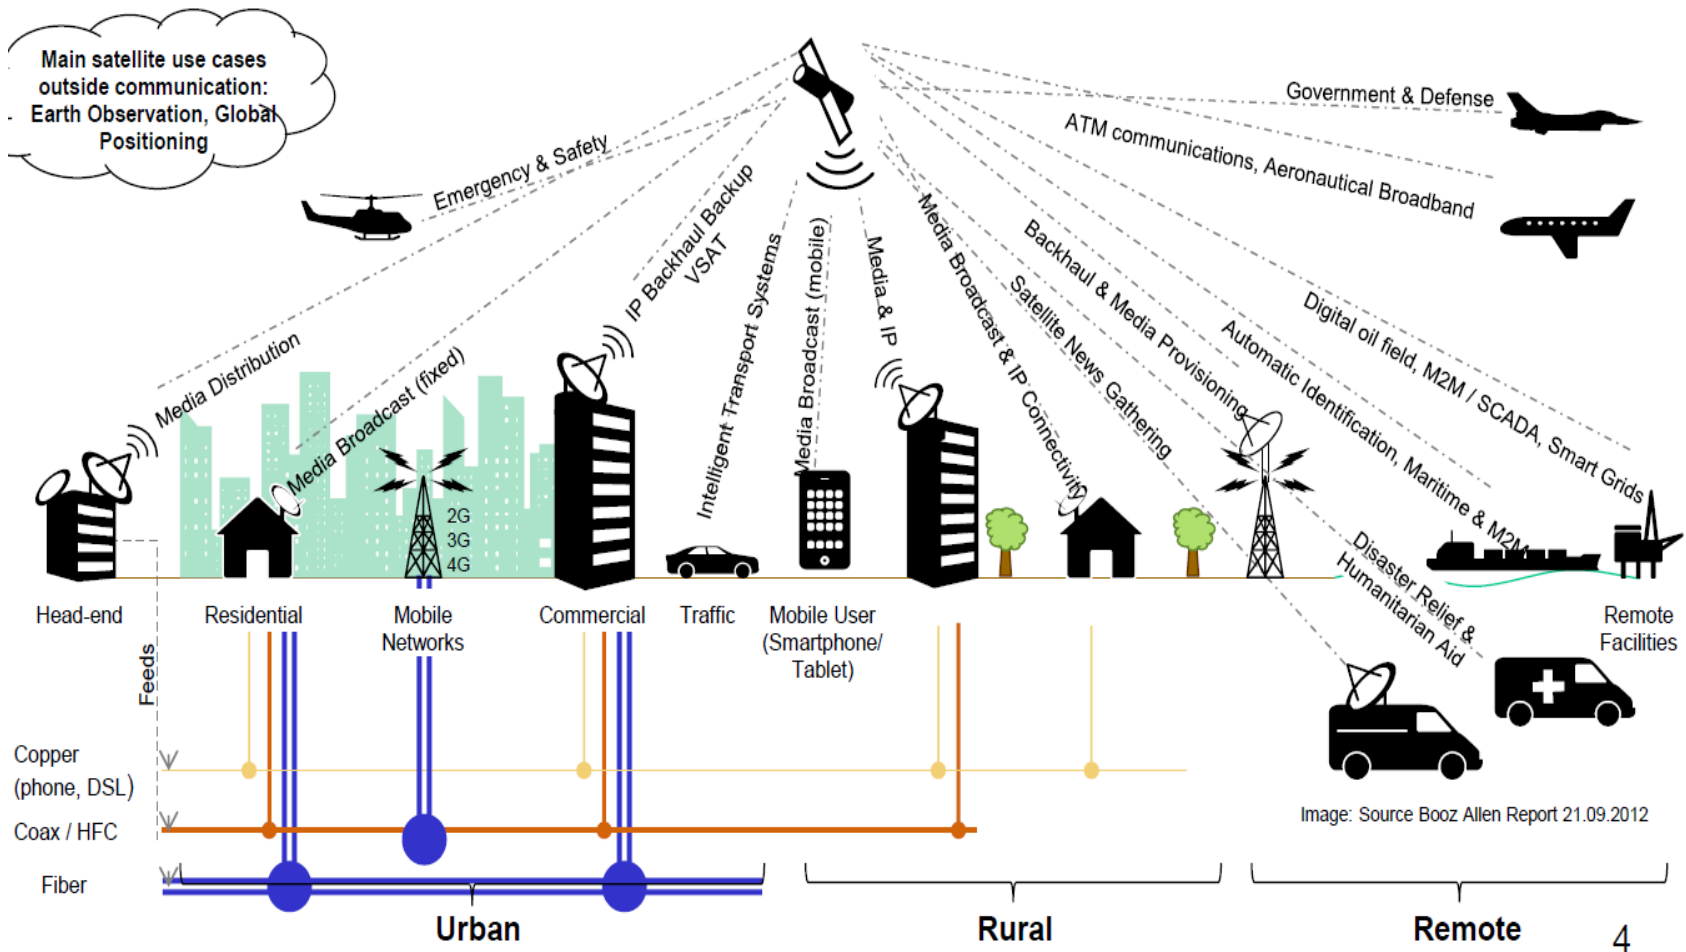 Main satellite use cases
outside communication:
Earth Observation, Global
Positioning
Government & Defense
ATM communications, Aeronautical Broadband
Emergency & Safety
IP Backhaul Backup
VSAT
Intelligent Transport Systems
Media Broadcast (mobile)
Media & IP
Media Broadcast & IP Connectivity
Satellite News Gathering
Backhaul & Media Provisioning
Automatic Identification, Maritime & M2M
Digital oil field, M2M / SCADA, Smart Grids
Media Distribution
Media Broadcast (fixed)
2G
3G
4G
Disaster Relief &
Humanitarian Aid
Head-end
Residential
Mobile
Networks
Commercial
Traffic
Mobile User
(Smartphone/
Tablet)
Remote
Facilities
Feeds
Copper
(phone, DSL)
Coax / HFC
Fiber
Image: Source Booz Allen Report 21.09.2012
Urban
Rural
Remote
4